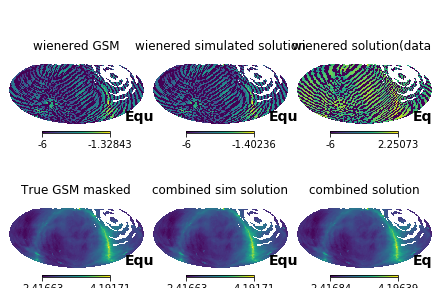 wienered GSM wienered simulated solution wienered solution(data
Equ Equ Equ
-6 -1.32843 -6 -1.40236 -6 2.25073
True GSM masked combined sim solution combined solution
Equ Equ Equ
2.41663 4.19171 2.41663 4.19171 2.41684 4.19639